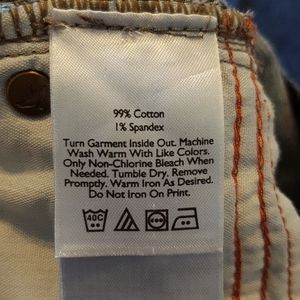 99% Cotton
1% Spandex
Turn Garment Inside Out. Machine
Wash Warm With Like Colors.
Only Non-Chlorine Bleach When
Needed. Tumble Dry. Remove
Promptly. Warm Iron As Desired.
Do Not Iron On Print.
40C